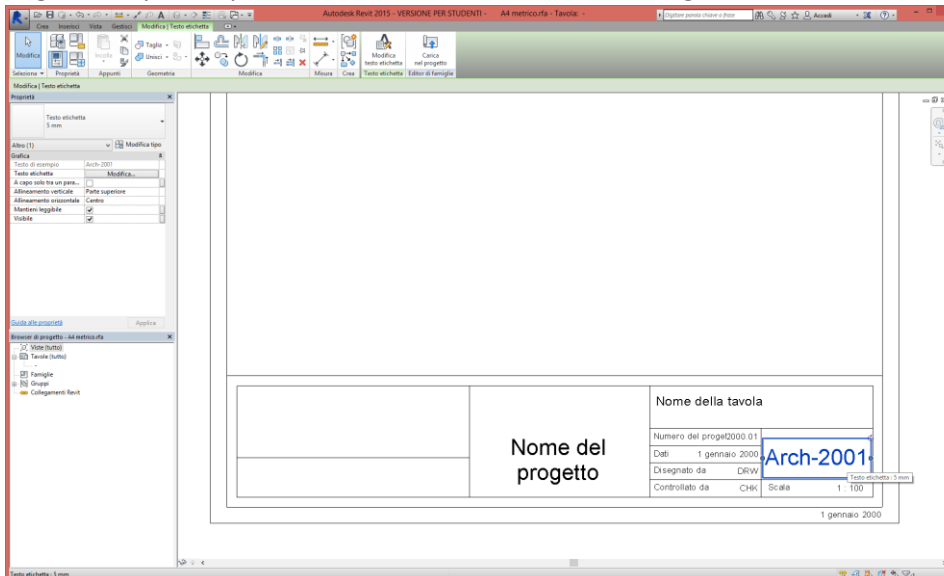 Autodesk Revit 2015 - VERSIONE PER STUDENTI - A4 metrico.rfa - Tavola: -
Digitare parola chiave o frase
Accedi
Crea Inserisci Vista Gestisci Modifica | Testo etichetta
Modifica
Incolla
Taglia
Unisci
Modifica testo etichetta
Carica nel progetto
Seleziona Proprietà Appunti Geometria Modifica Misura Crea Testo etichetta Editor di famiglie
Modifica | Testo etichetta
Proprietà
Testo etichetta
5 mm
Altro (1)
Modifica tipo
Grafica
Testo di esempio Arch-2001
Testo etichetta Modifica...
A capo solo tra un para...
Allineamento verticale Parte superiore
Allineamento orizzontale Centro
Mantieni leggibile
Visibile
Guida alle proprietà
Applica
Browser di progetto - A4 metrico.rfa
Viste (tutto)
Tavole (tutto)
-
Famiglie
Gruppi
Collegamenti Revit
Nome del
progetto
Nome della tavola
Numero del proget2000.01
Dati 1 gennaio 2000
Disegnato da DRW
Controllato da CHK
Arch-2001
Testo etichetta : 5 mm
Scala 1 : 100
1 gennaio 2000
Testo etichetta : 5 mm